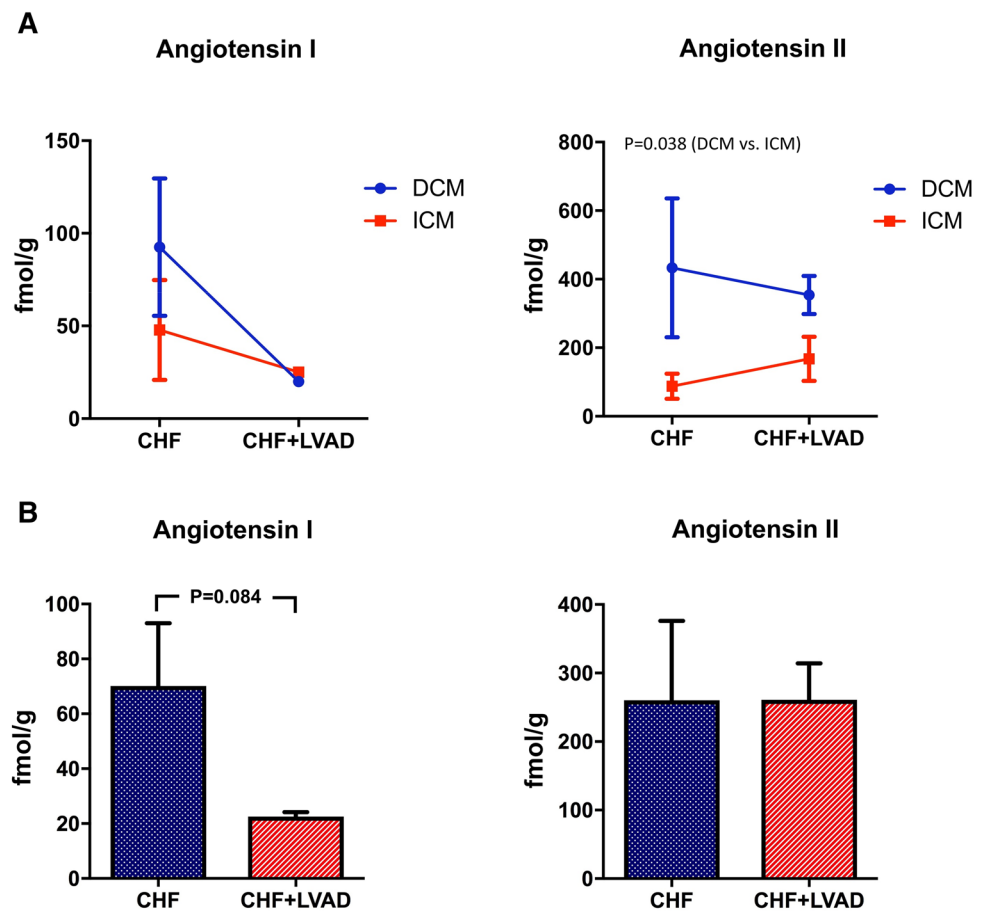 A
Angiotensin I
150
100
50
0
fmol/g
CHF
CHF+LVAD
DCM
ICM
Angiotensin II
P=0.038 (DCM vs. ICM)
800
600
400
200
0
fmol/g
CHF
CHF+LVAD
DCM
ICM
B
Angiotensin I
P=0.084
100
80
60
40
20
0
fmol/g
CHF
CHF+LVAD
Angiotensin II
400
300
200
100
0
fmol/g
CHF
CHF+LVAD